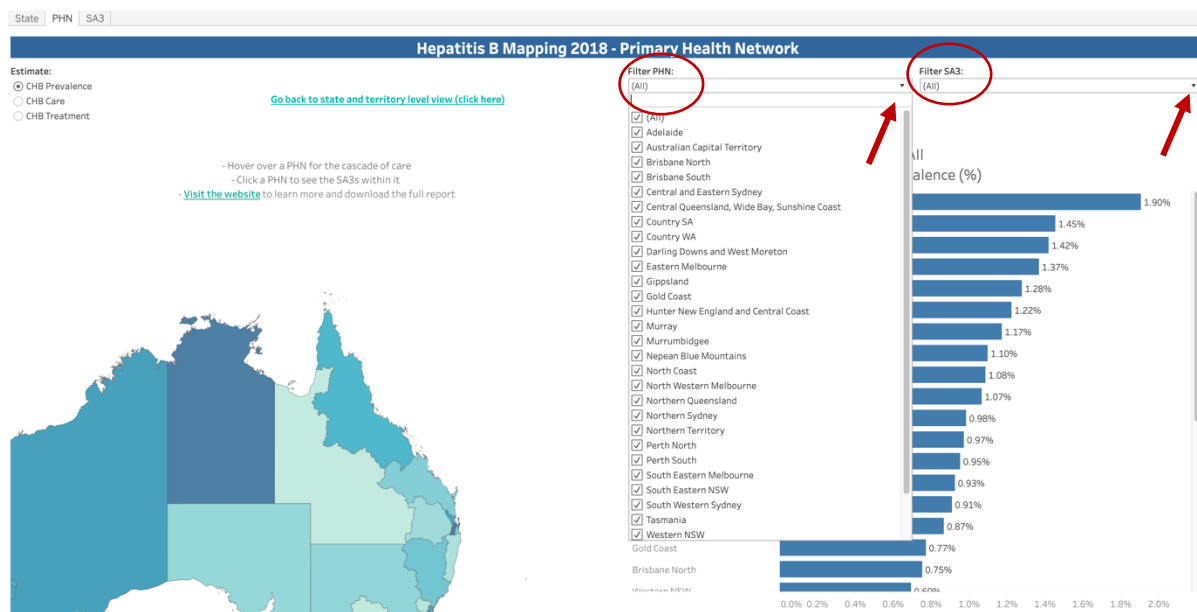 State PHN SA3
Hepatitis B Mapping 2018 - Primary Health Network
Estimate:
CHB Prevalence
CHB Care
CHB Treatment
Go back to state and territory level view (click here)
- Hover over a PHN for the cascade of care
- Click a PHN to see the SA3s within it
- Visit the website to learn more and download the full report
Filter PHN:
(All)
(All)
Adelaide
Australian Capital Territory
Brisbane North
Brisbane South
Central and Eastern Sydney
Central Queensland, Wide Bay, Sunshine Coast
Country SA
Country WA
Darling Downs and West Moreton
Eastern Melbourne
Gippsland
Gold Coast
Hunter New England and Central Coast
Murray
Murrumbidgee
Nepean Blue Mountains
North Coast
North Western Melbourne
Northern Queensland
Northern Sydney
Northern Territory
Perth North
Perth South
South Eastern Melbourne
South Eastern NSW
South Western Sydney
Tasmania
Western NSW
Filter SA3:
(All)
All
alence (%)
1.90%
1.45%
1.42%
1.37%
1.28%
1.22%
1.17%
1.10%
1.08%
1.07%
0.98%
0.97%
0.95%
0.93%
0.91%
0.87%
Gold Coast 0.77%
Brisbane North 0.75%
Western NSW 0.69%
0.0% 0.2% 0.4% 0.6% 0.8% 1.0% 1.2% 1.4% 1.6% 1.8% 2.0%